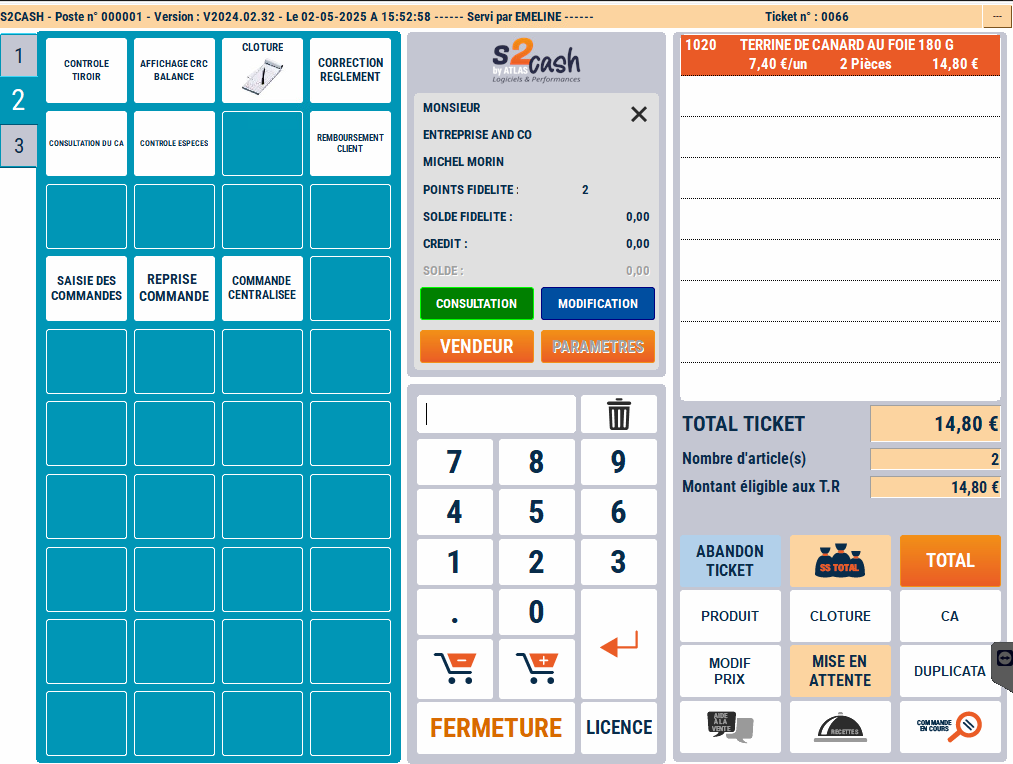 S2CASH - Poste n° 000001 - Version : V2024.02.32 - Le 02-05-2025 A 15:52:58 ------ Servi par EMELINE ------
Ticket n° : 0066
---
1
2
3
CONTROLE
TIROIR
AFFICHAGE CRC
BALANCE
CLOTURE
CORRECTION
REGLEMENT
CONSULTATION DU CA
CONTROLE ESPECES
REMBOURSEMENT
CLIENT
SAISIE DES
COMMANDES
REPRISE
COMMANDE
COMMANDE
CENTRALISEE
S2cash
by ATLAS
Logiciels & Performances
MONSIEUR
ENTREPRISE AND CO
MICHEL MORIN
POINTS FIDELITE : 2
SOLDE FIDELITE : 0,00
CREDIT : 0,00
SOLDE : 0,00
CONSULTATION
MODIFICATION
VENDEUR
PARAMETRES
7 8 9
4 5 6
1 2 3
. 0
FERMETURE
LICENCE
1020 TERRINE DE CANARD AU FOIE 180 G
7,40 €/un 2 Pièces 14,80 €
TOTAL TICKET 14,80 €
Nombre d'article(s) 2
Montant éligible aux T.R 14,80 €
ABANDON
TICKET
SS TOTAL
TOTAL
PRODUIT
CLOTURE
CA
MODIF
PRIX
MISE EN
ATTENTE
DUPLICATA
AIDE
À LA
VENTE
RECETTES
COMMANDE
EN COURS